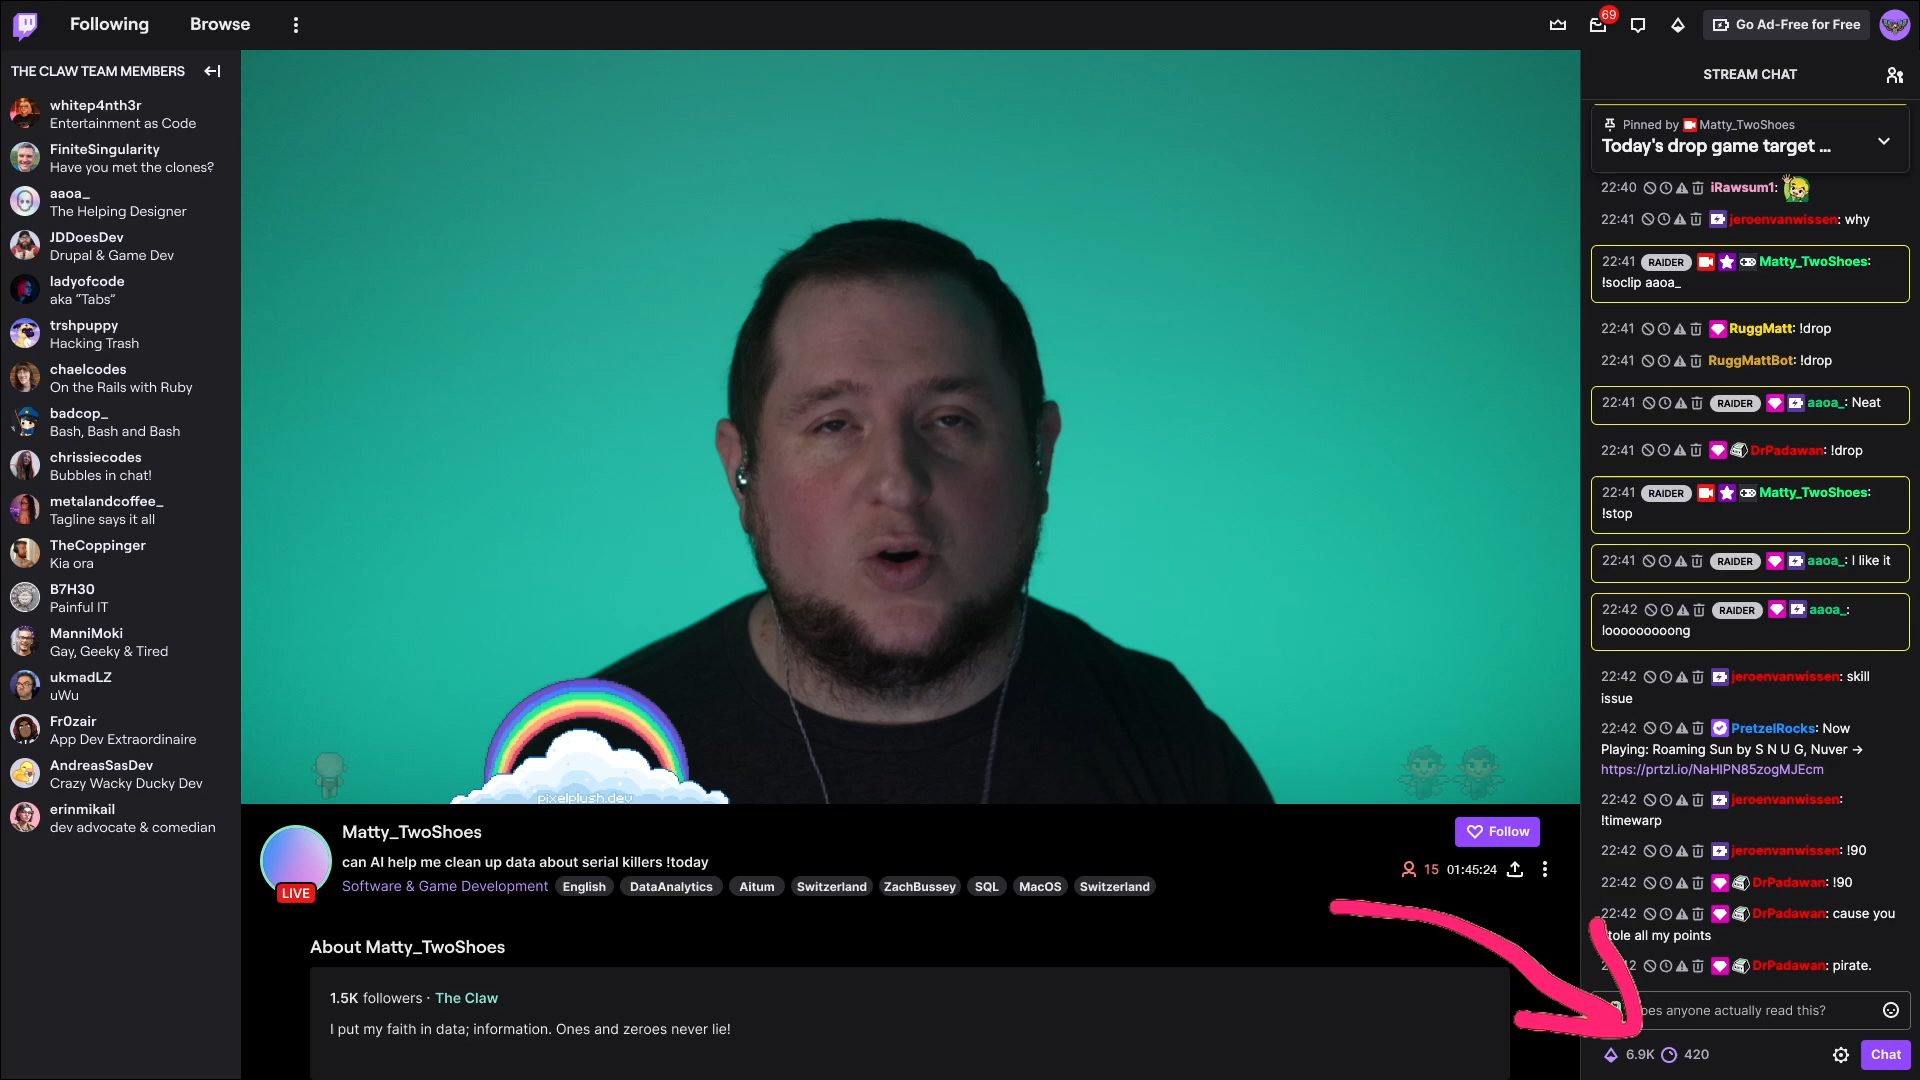 Following
Browse
69
Go Ad-Free for Free
THE CLAW TEAM MEMBERS
whitep4nth3r
Entertainment as Code
FiniteSingularity
Have you met the clones?
aaoa_
The Helping Designer
JDDoesDev
Drupal & Game Dev
ladyofcode
aka “Tabs”
trshpuppy
Hacking Trash
chaelcodes
On the Rails with Ruby
badcop_
Bash, Bash and Bash
chrissiecodes
Bubbles in chat!
metalandcoffee_
Tagline says it all
TheCoppinger
Kia ora
B7H30
Painful IT
ManniMoki
Gay, Geeky & Tired
ukmadLZ
uWu
Fr0zair
App Dev Extraordinaire
AndreasSasDev
Crazy Wacky Ducky Dev
erinmikail
dev advocate & comedian
pixelplush.dev
LIVE
Matty_TwoShoes
can AI help me clean up data about serial killers !today
Software & Game Development English DataAnalytics Aitum Switzerland ZachBussey SQL MacOS Switzerland
Follow
15 01:45:24
About Matty_TwoShoes
1.5K followers · The Claw
I put my faith in data; information. Ones and zeroes never lie!
STREAM CHAT
Pinned by Matty_TwoShoes
Today's drop game target ...
22:40 iRawsum1:
22:41 jeroenvanwissen: why
22:41 RAIDER Matty_TwoShoes:
!soclip aaoa_
22:41 RuggMatt: !drop
22:41 RuggMattBot: !drop
22:41 RAIDER aaoa_: Neat
22:41 DrPadawan: !drop
22:41 RAIDER Matty_TwoShoes:
!stop
22:41 RAIDER aaoa_: I like it
22:42 RAIDER aaoa_:
looooooooong
22:42 jeroenvanwissen: skill
issue
22:42 PretzelRocks: Now
Playing: Roaming Sun by S N U G, Nuver →
https://prtzl.io/NaHIPN85zogMJEcm
22:42 jeroenvanwissen:
!timewarp
22:42 jeroenvanwissen: !90
22:42 DrPadawan: !90
22:42 DrPadawan: cause you
tole all my points
DrPadawan: pirate.
oes anyone actually read this?
6.9K 420
Chat